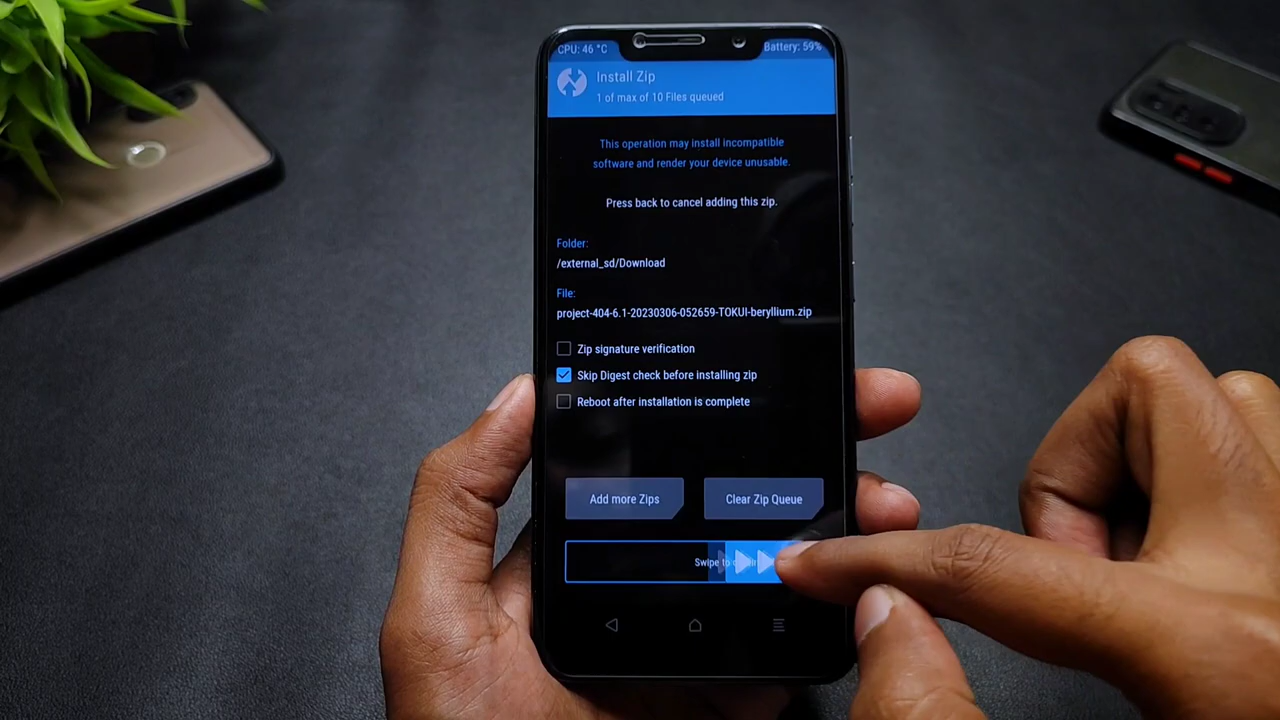 CPU: 46 °C
Battery: 59%
Install Zip
1 of max of 10 Files queued
This operation may install incompatible
software and render your device unusable.
Press back to cancel adding this zip.
Folder:
/external_sd/Download
File:
project-404-6.1-20230306-052659-TOKUI-beryllium.zip
Zip signature verification
Skip Digest check before installing zip
Reboot after installation is complete
Add more Zips
Clear Zip Queue
Swipe to